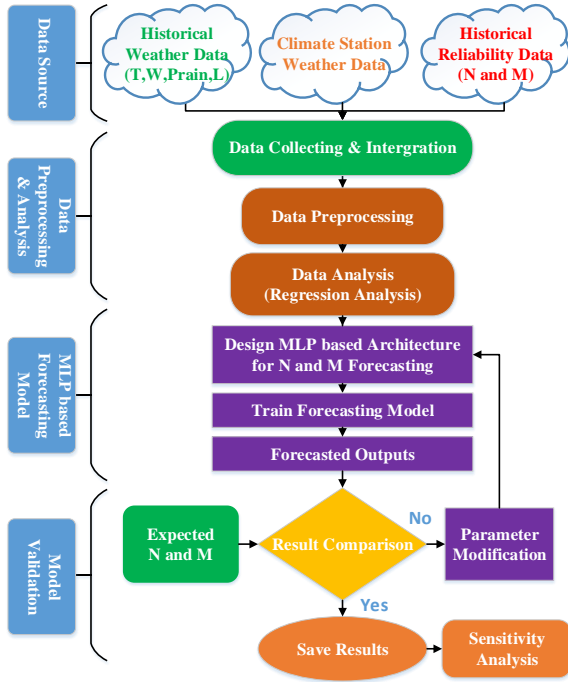 Data Source
Historical
Weather Data
(T,W,Prain,L)
Climate Station
Weather Data
Historical
Reliability Data
(N and M)
Data
Preprocessing
& Analysis
Data Collecting & Intergration
Data Preprocessing
Data Analysis
(Regression Analysis)
MLP based
Forecasting
Model
Design MLP based Architecture
for N and M Forecasting
Train Forecasting Model
Forecasted Outputs
Model
Validation
Expected
N and M
Result Comparison
No
Parameter
Modification
Yes
Save Results
Sensitivity
Analysis